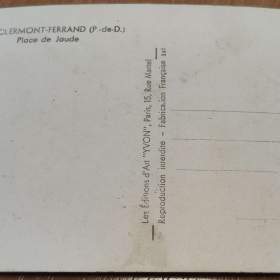 CLERMONT-FERRAND (P.-de-D.)
Place de Jaude
Les Éditions d'Art "YVON", Paris, 15, Rue Martel
Reproduction interdite - Fabrication Française